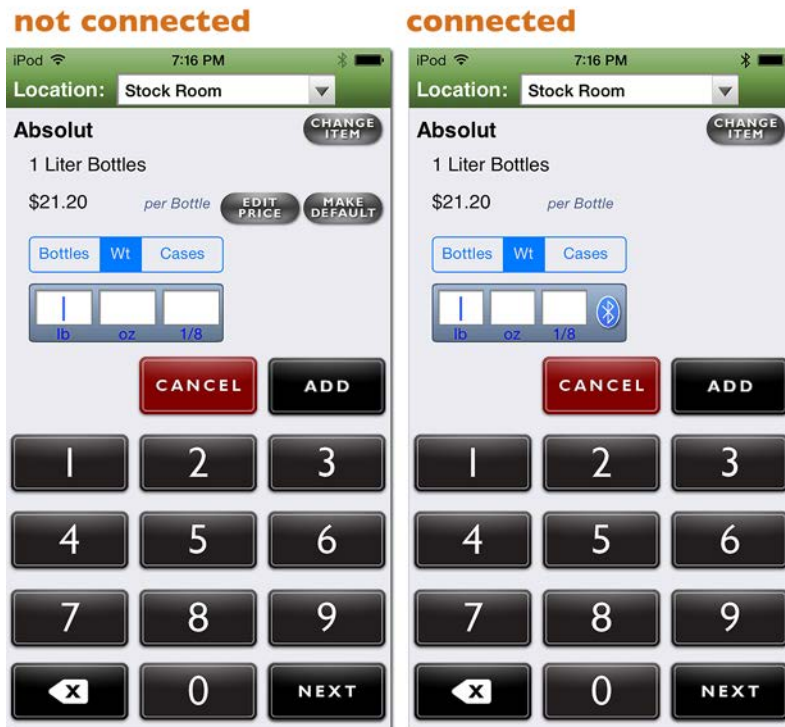 not connected
iPod 7:16 PM
Location: Stock Room
Absolut CHANGE ITEM
1 Liter Bottles
$21.20 per Bottle EDIT PRICE MAKE DEFAULT
Bottles Wt Cases
lb oz 1/8
CANCEL ADD
1 2 3
4 5 6
7 8 9
X 0 NEXT
connected
iPod 7:16 PM
Location: Stock Room
Absolut CHANGE ITEM
1 Liter Bottles
$21.20 per Bottle
Bottles Wt Cases
lb oz 1/8
CANCEL ADD
1 2 3
4 5 6
7 8 9
X 0 NEXT